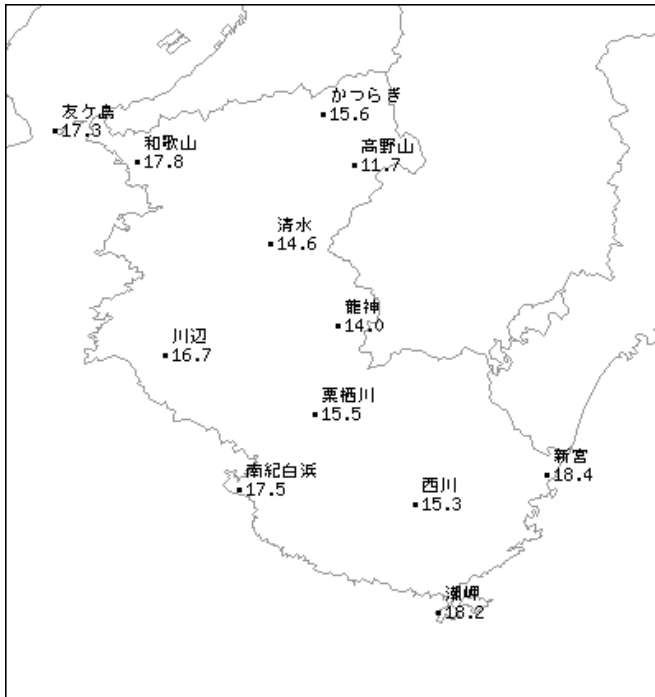 かつらぎ
15.6
友ケ島
17.3
和歌山
17.8
高野山
11.7
清水
14.6
龍神
14.0
川辺
16.7
栗栖川
15.5
新宮
18.4
南紀白浜
17.5
西川
15.3
潮岬
18.2